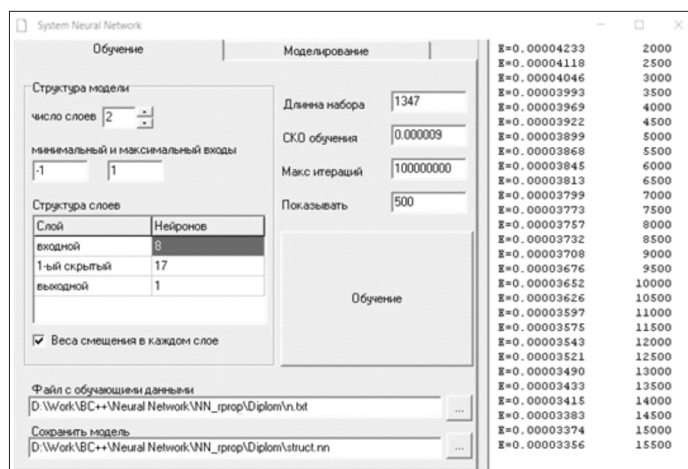 System Neural Network
Обучение
Моделирование
Структура модели
число слоев 2
минимальный и максимальный входы
-1 1
Структура слоев
Слой Нейронов
входной 8
1-ый скрытый 17
выходной 1
Веса смещения в каждом слое
Длинна набора 1347
СКО обучения 0.000009
Макс итераций 100000000
Показывать 500
Обучение
Файл с обучающими данными
D:\Work\BC++\Neural Network\NN_rprop\Diplom\n.txt ...
Сохранить модель
D:\Work\BC++\Neural Network\NN_rprop\Diplom\struct.nn ...
E=0.00004233 2000
E=0.00004118 2500
E=0.00004046 3000
E=0.00003993 3500
E=0.00003969 4000
E=0.00003922 4500
E=0.00003899 5000
E=0.00003868 5500
E=0.00003845 6000
E=0.00003813 6500
E=0.00003799 7000
E=0.00003773 7500
E=0.00003757 8000
E=0.00003732 8500
E=0.00003708 9000
E=0.00003676 9500
E=0.00003652 10000
E=0.00003626 10500
E=0.00003597 11000
E=0.00003575 11500
E=0.00003543 12000
E=0.00003521 12500
E=0.00003490 13000
E=0.00003433 13500
E=0.00003415 14000
E=0.00003383 14500
E=0.00003374 15000
E=0.00003356 15500